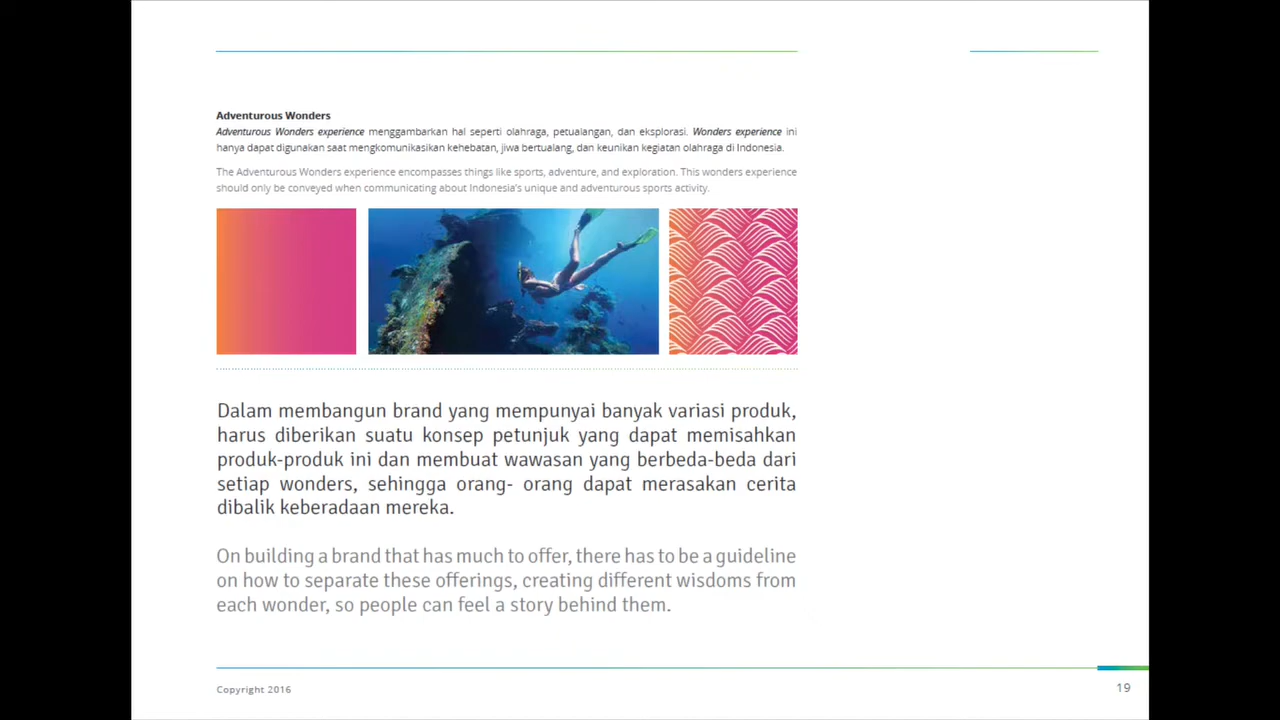 Adventurous Wonders
Adventurous Wonders experience menggambarkan hal seperti olahraga, petualangan, dan eksplorasi. Wonders experience ini
hanya dapat digunakan saat mengkomunikasikan kehebatan, jiwa bertualang, dan keunikan kegiatan olahraga di Indonesia.
The Adventurous Wonders experience encompasses things like sports, adventure, and exploration. This wonders experience
should only be conveyed when communicating about Indonesia's unique and adventurous sports activity.
Dalam membangun brand yang mempunyai banyak variasi produk,
harus diberikan suatu konsep petunjuk yang dapat memisahkan
produk-produk ini dan membuat wawasan yang berbeda-beda dari
setiap wonders, sehingga orang- orang dapat merasakan cerita
dibalik keberadaan mereka.
On building a brand that has much to offer, there has to be a guideline
on how to separate these offerings, creating different wisdoms from
each wonder, so people can feel a story behind them.
Copyright 2016
19